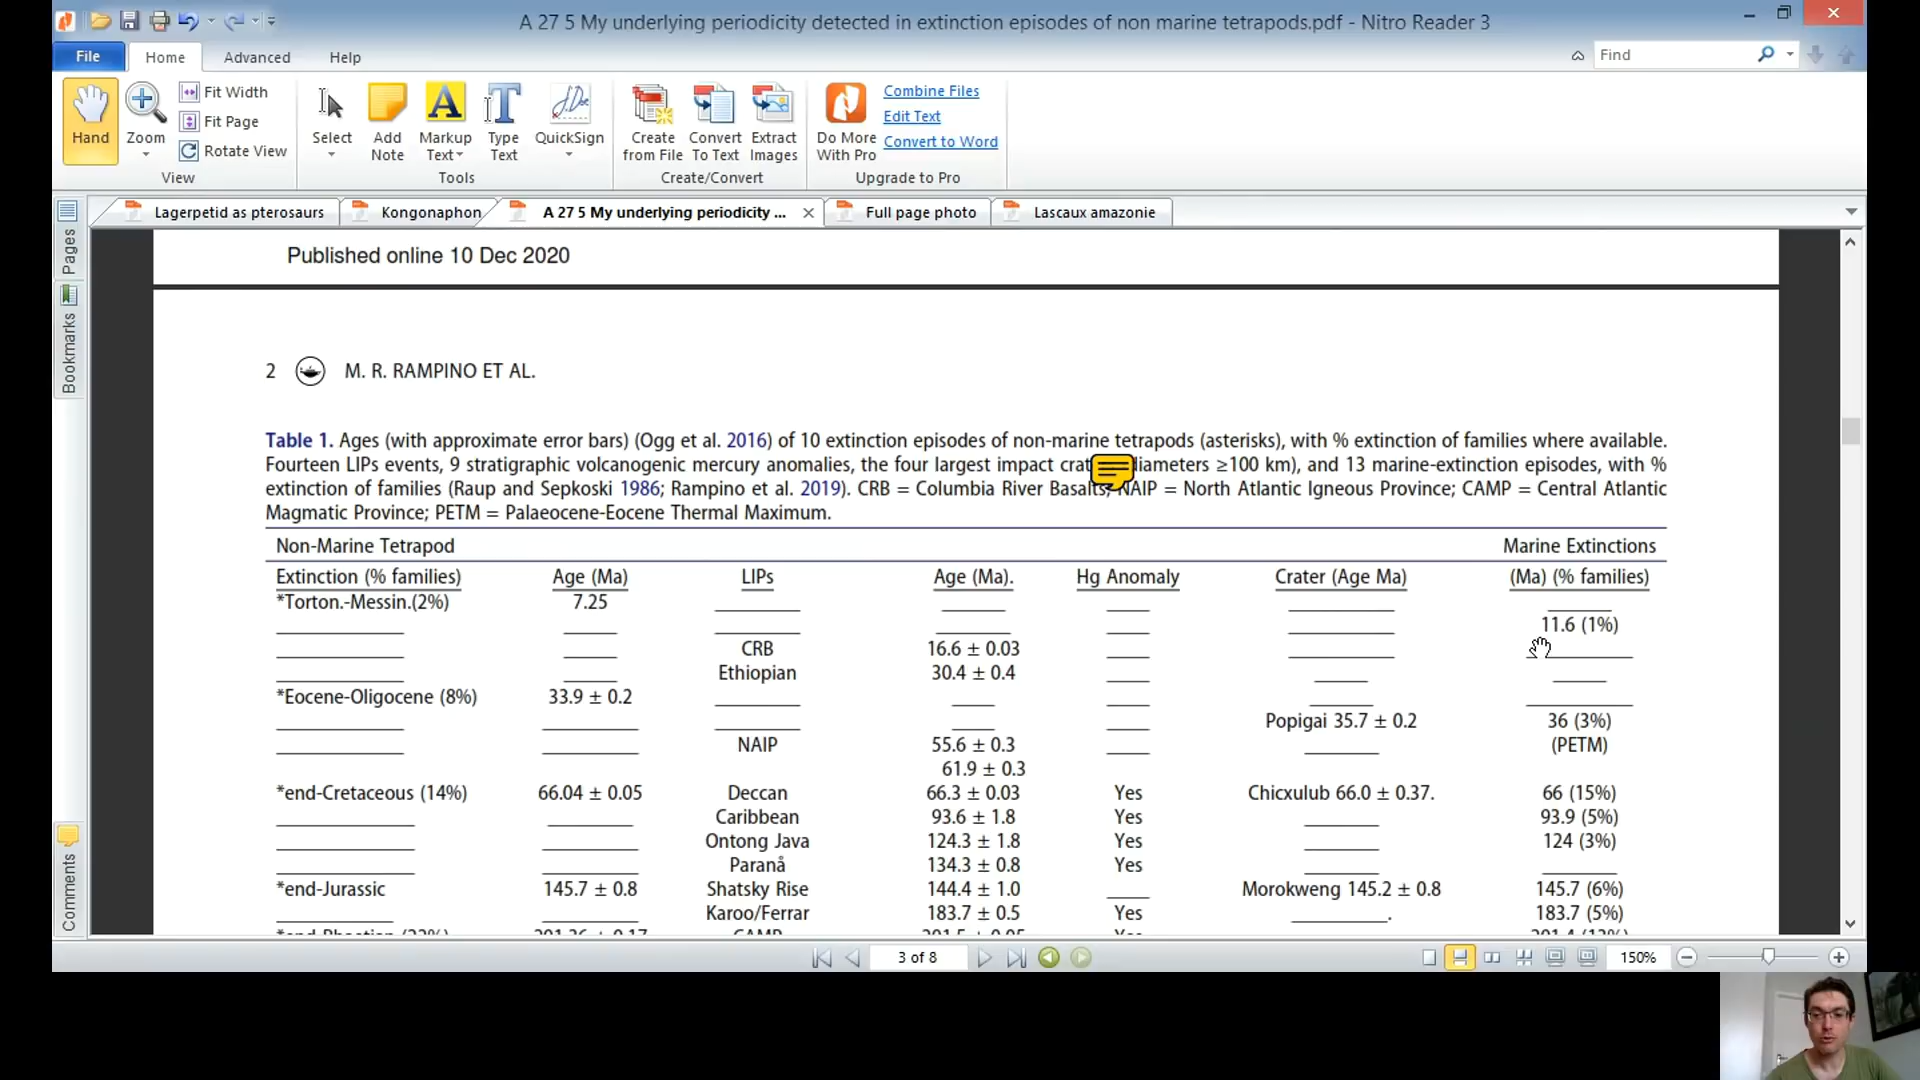 A 27 5 My underlying periodicity detected in extinction episodes of non marine tetrapods.pdf - Nitro Reader 3
File Home Advanced Help Find
Hand Zoom Fit Width Fit Page Rotate View
View
Select Add Note Markup Text Type Text QuickSign
Tools
Create from File Convert To Text Extract Images
Create/Convert
Do More With Pro Combine Files Edit Text Convert to Word
Upgrade to Pro
Lagerpetid as pterosaurs Kongonaphon A 27 5 My underlying periodicity ... Full page photo Lascaux amazonie
Pages
Bookmarks
Comments
Published online 10 Dec 2020
2 M. R. RAMPINO ET AL.
Table 1. Ages (with approximate error bars) (Ogg et al. 2016) of 10 extinction episodes of non-marine tetrapods (asterisks), with % extinction of families where available.
Fourteen LIPs events, 9 stratigraphic volcanogenic mercury anomalies, the four largest impact diameters ≥100 km), and 13 marine-extinction episodes, with %
extinction of families (Raup and Sepkoski 1986; Rampino et al. 2019). CRB = Columbia River Basalts, NAIP = North Atlantic Igneous Province; CAMP = Central Atlantic
Magmatic Province; PETM = Palaeocene-Eocene Thermal Maximum.
Non-Marine Tetrapod Marine Extinctions
Extinction (% families) Age (Ma) LIPs Age (Ma). Hg Anomaly Crater (Age Ma) (Ma) (% families)
*Torton.-Messin.(2%) 7.25
11.6 (1%)
CRB 16.6 ± 0.03
Ethiopian 30.4 ± 0.4
*Eocene-Oligocene (8%) 33.9 ± 0.2
Popigai 35.7 ± 0.2 36 (3%)
NAIP 55.6 ± 0.3 (PETM)
61.9 ± 0.3
*end-Cretaceous (14%) 66.04 ± 0.05 Deccan 66.3 ± 0.03 Yes Chicxulub 66.0 ± 0.37. 66 (15%)
Caribbean 93.6 ± 1.8 Yes 93.9 (5%)
Ontong Java 124.3 ± 1.8 Yes 124 (3%)
Paranå 134.3 ± 0.8 Yes
*end-Jurassic 145.7 ± 0.8 Shatsky Rise 144.4 ± 1.0 Morokweng 145.2 ± 0.8 145.7 (6%)
Karoo/Ferrar 183.7 ± 0.5 Yes 183.7 (5%)
3 of 8 150%